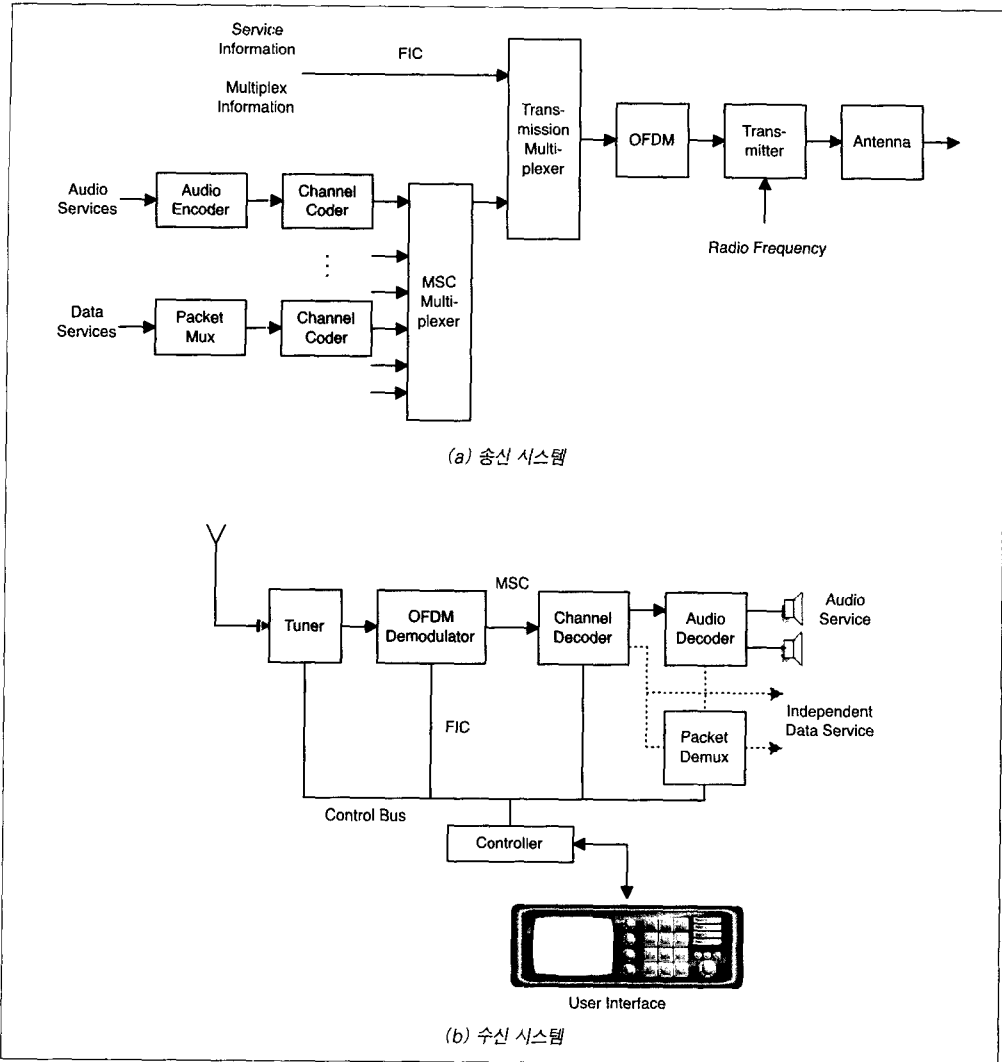 Service
Information
FIC
Multiplex
Information
Trans-
mission
Multi-
plexer
OFDM
Trans-
mitter
Antenna
Radio Frequency
Audio
Services
Audio
Encoder
Channel
Coder
MSC
Multi-
plexer
Data
Services
Packet
Mux
Channel
Coder
(a) 송신 시스템
MSC
Tuner
OFDM
Demodulator
Channel
Decoder
Audio
Decoder
Audio
Service
FIC
Independent
Data Service
Packet
Demux
Control Bus
Controller
User Interface
(b) 수신 시스템